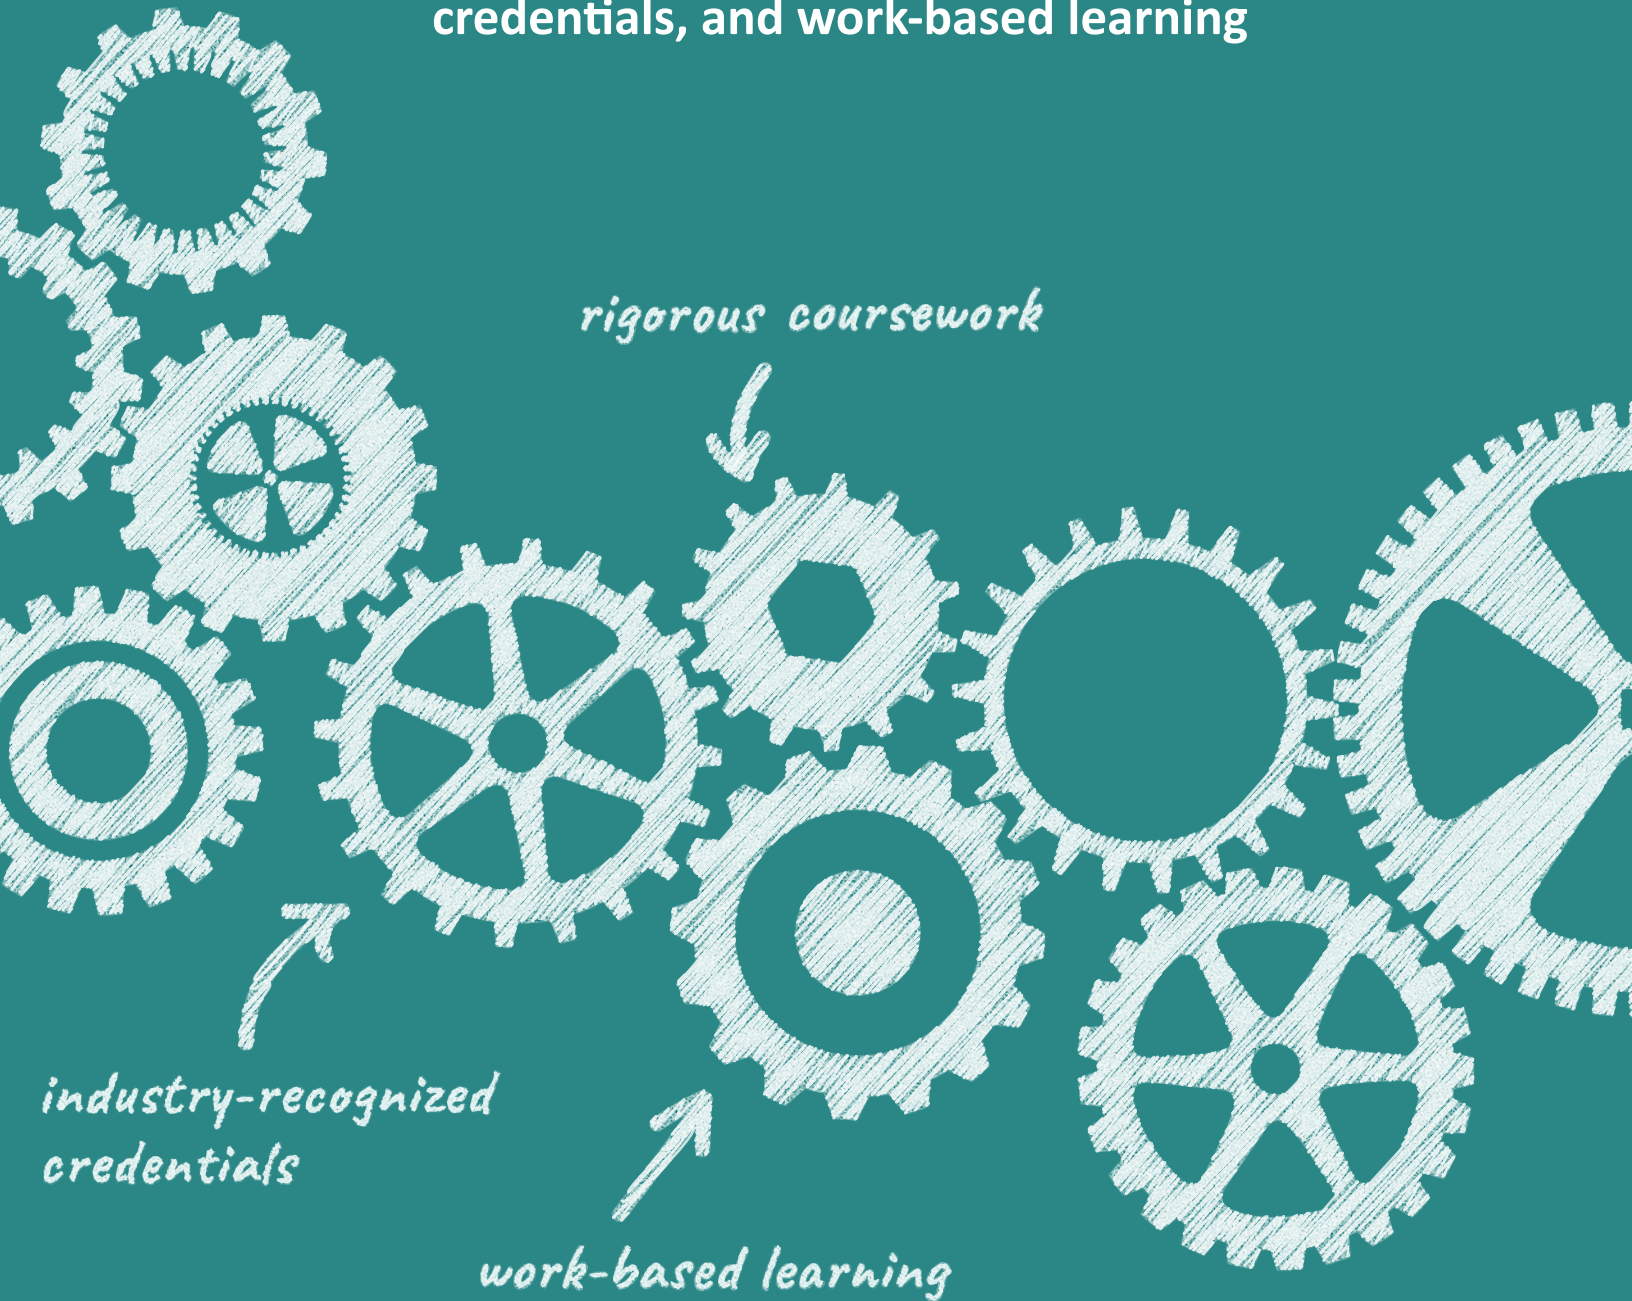 credentials, and work-based learning
rigorous coursework
industry-recognized
credentials
work-based learning